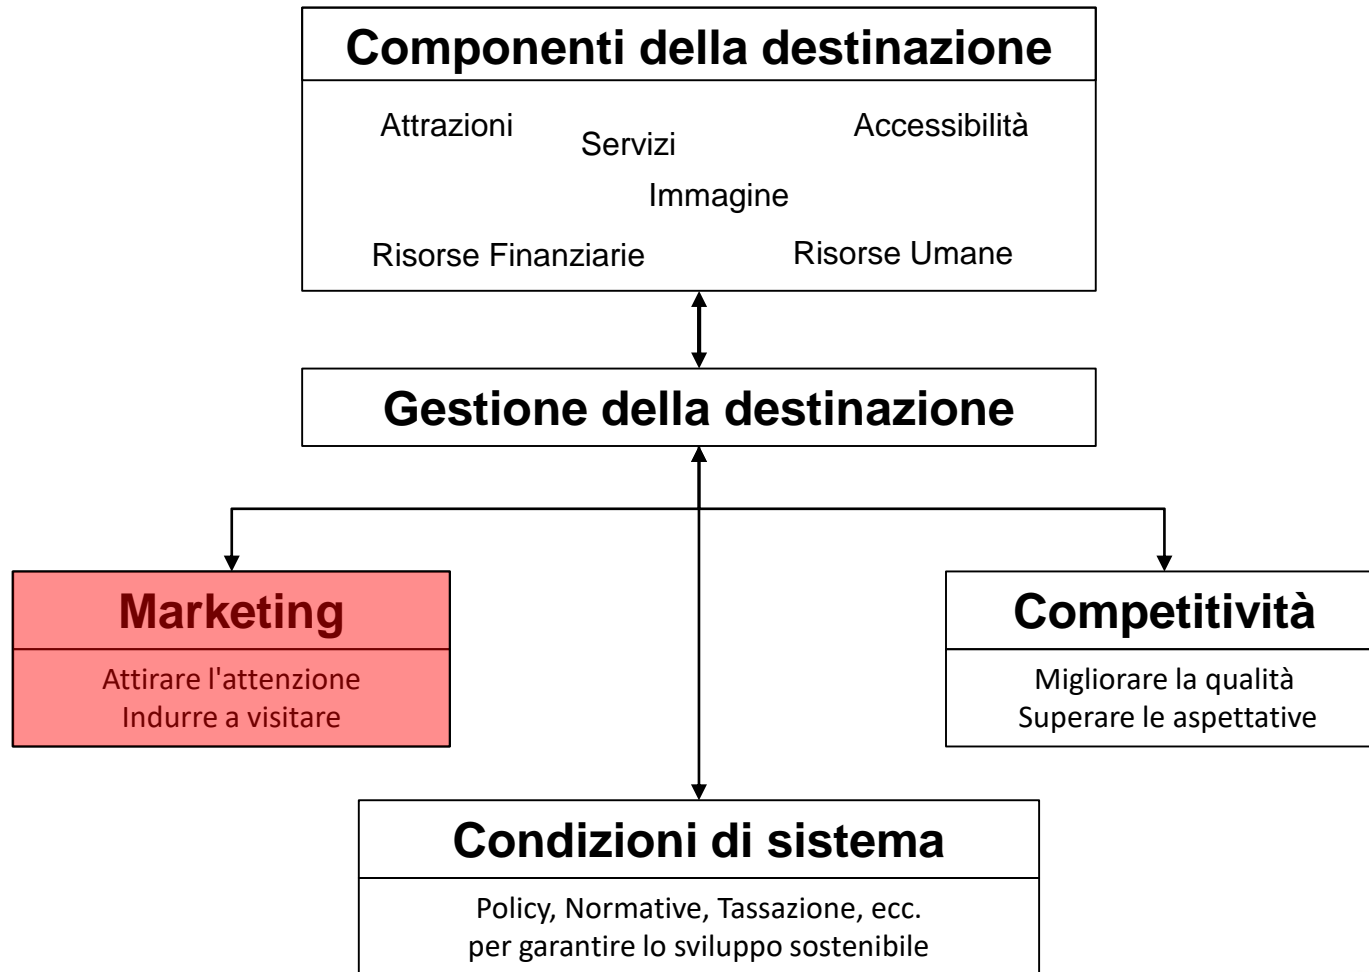 Componenti della destinazione
Attrazioni
Servizi
Accessibilità
Immagine
Risorse Finanziarie
Risorse Umane
Gestione della destinazione
Marketing
Attirare l'attenzione
Indurre a visitare
Competitività
Migliorare la qualità
Superare le aspettative
Condizioni di sistema
Policy, Normative, Tassazione, ecc.
per garantire lo sviluppo sostenibile